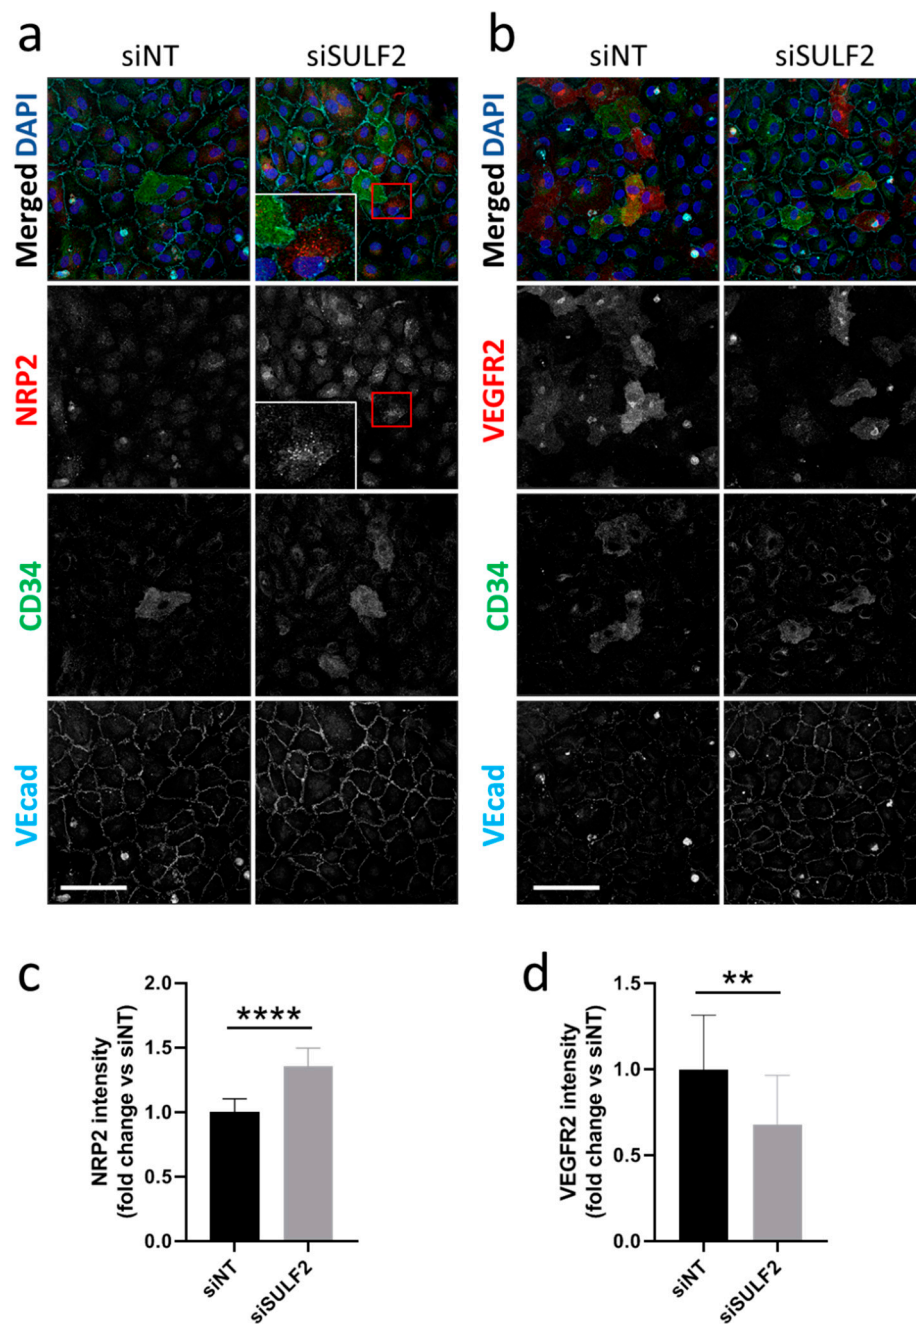 a
siNT siSULF2
Merged DAPI
NRP2
CD34
VEcad
b
siNT siSULF2
Merged DAPI
VEGFR2
CD34
VEcad
c
NRP2 intensity
(fold change vs siNT)
2.0
1.5
1.0
0.5
0.0
****
siNT
siSULF2
d
VEGFR2 intensity
(fold change vs siNT)
1.5
1.0
0.5
0.0
**
siNT
siSULF2